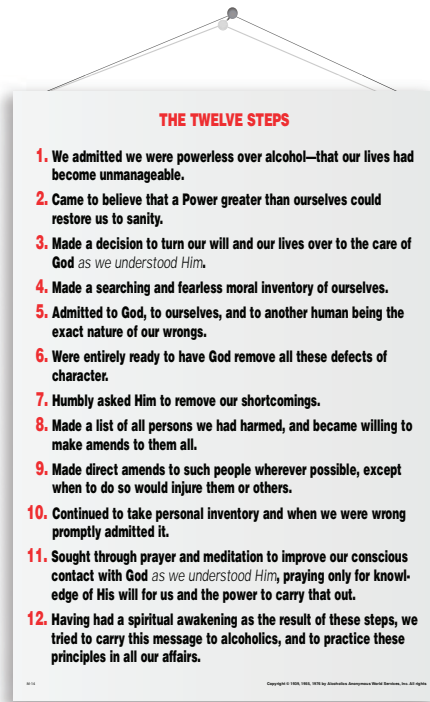 THE TWELVE STEPS
1. We admitted we were powerless over alcohol—that our lives had
become unmanageable.
2. Came to believe that a Power greater than ourselves could
restore us to sanity.
3. Made a decision to turn our will and our lives over to the care of
God as we understood Him.
4. Made a searching and fearless moral inventory of ourselves.
5. Admitted to God, to ourselves, and to another human being the
exact nature of our wrongs.
6. Were entirely ready to have God remove all these defects of
character.
7. Humbly asked Him to remove our shortcomings.
8. Made a list of all persons we had harmed, and became willing to
make amends to them all.
9. Made direct amends to such people wherever possible, except
when to do so would injure them or others.
10. Continued to take personal inventory and when we were wrong
promptly admitted it.
11. Sought through prayer and meditation to improve our conscious
contact with God as we understood Him, praying only for knowl-
edge of His will for us and the power to carry that out.
12. Having had a spiritual awakening as the result of these steps, we
tried to carry this message to alcoholics, and to practice these
principles in all our affairs.
Copyright © 1939, 1955, 1976 by Alcoholics Anonymous World Services, Inc. All rights